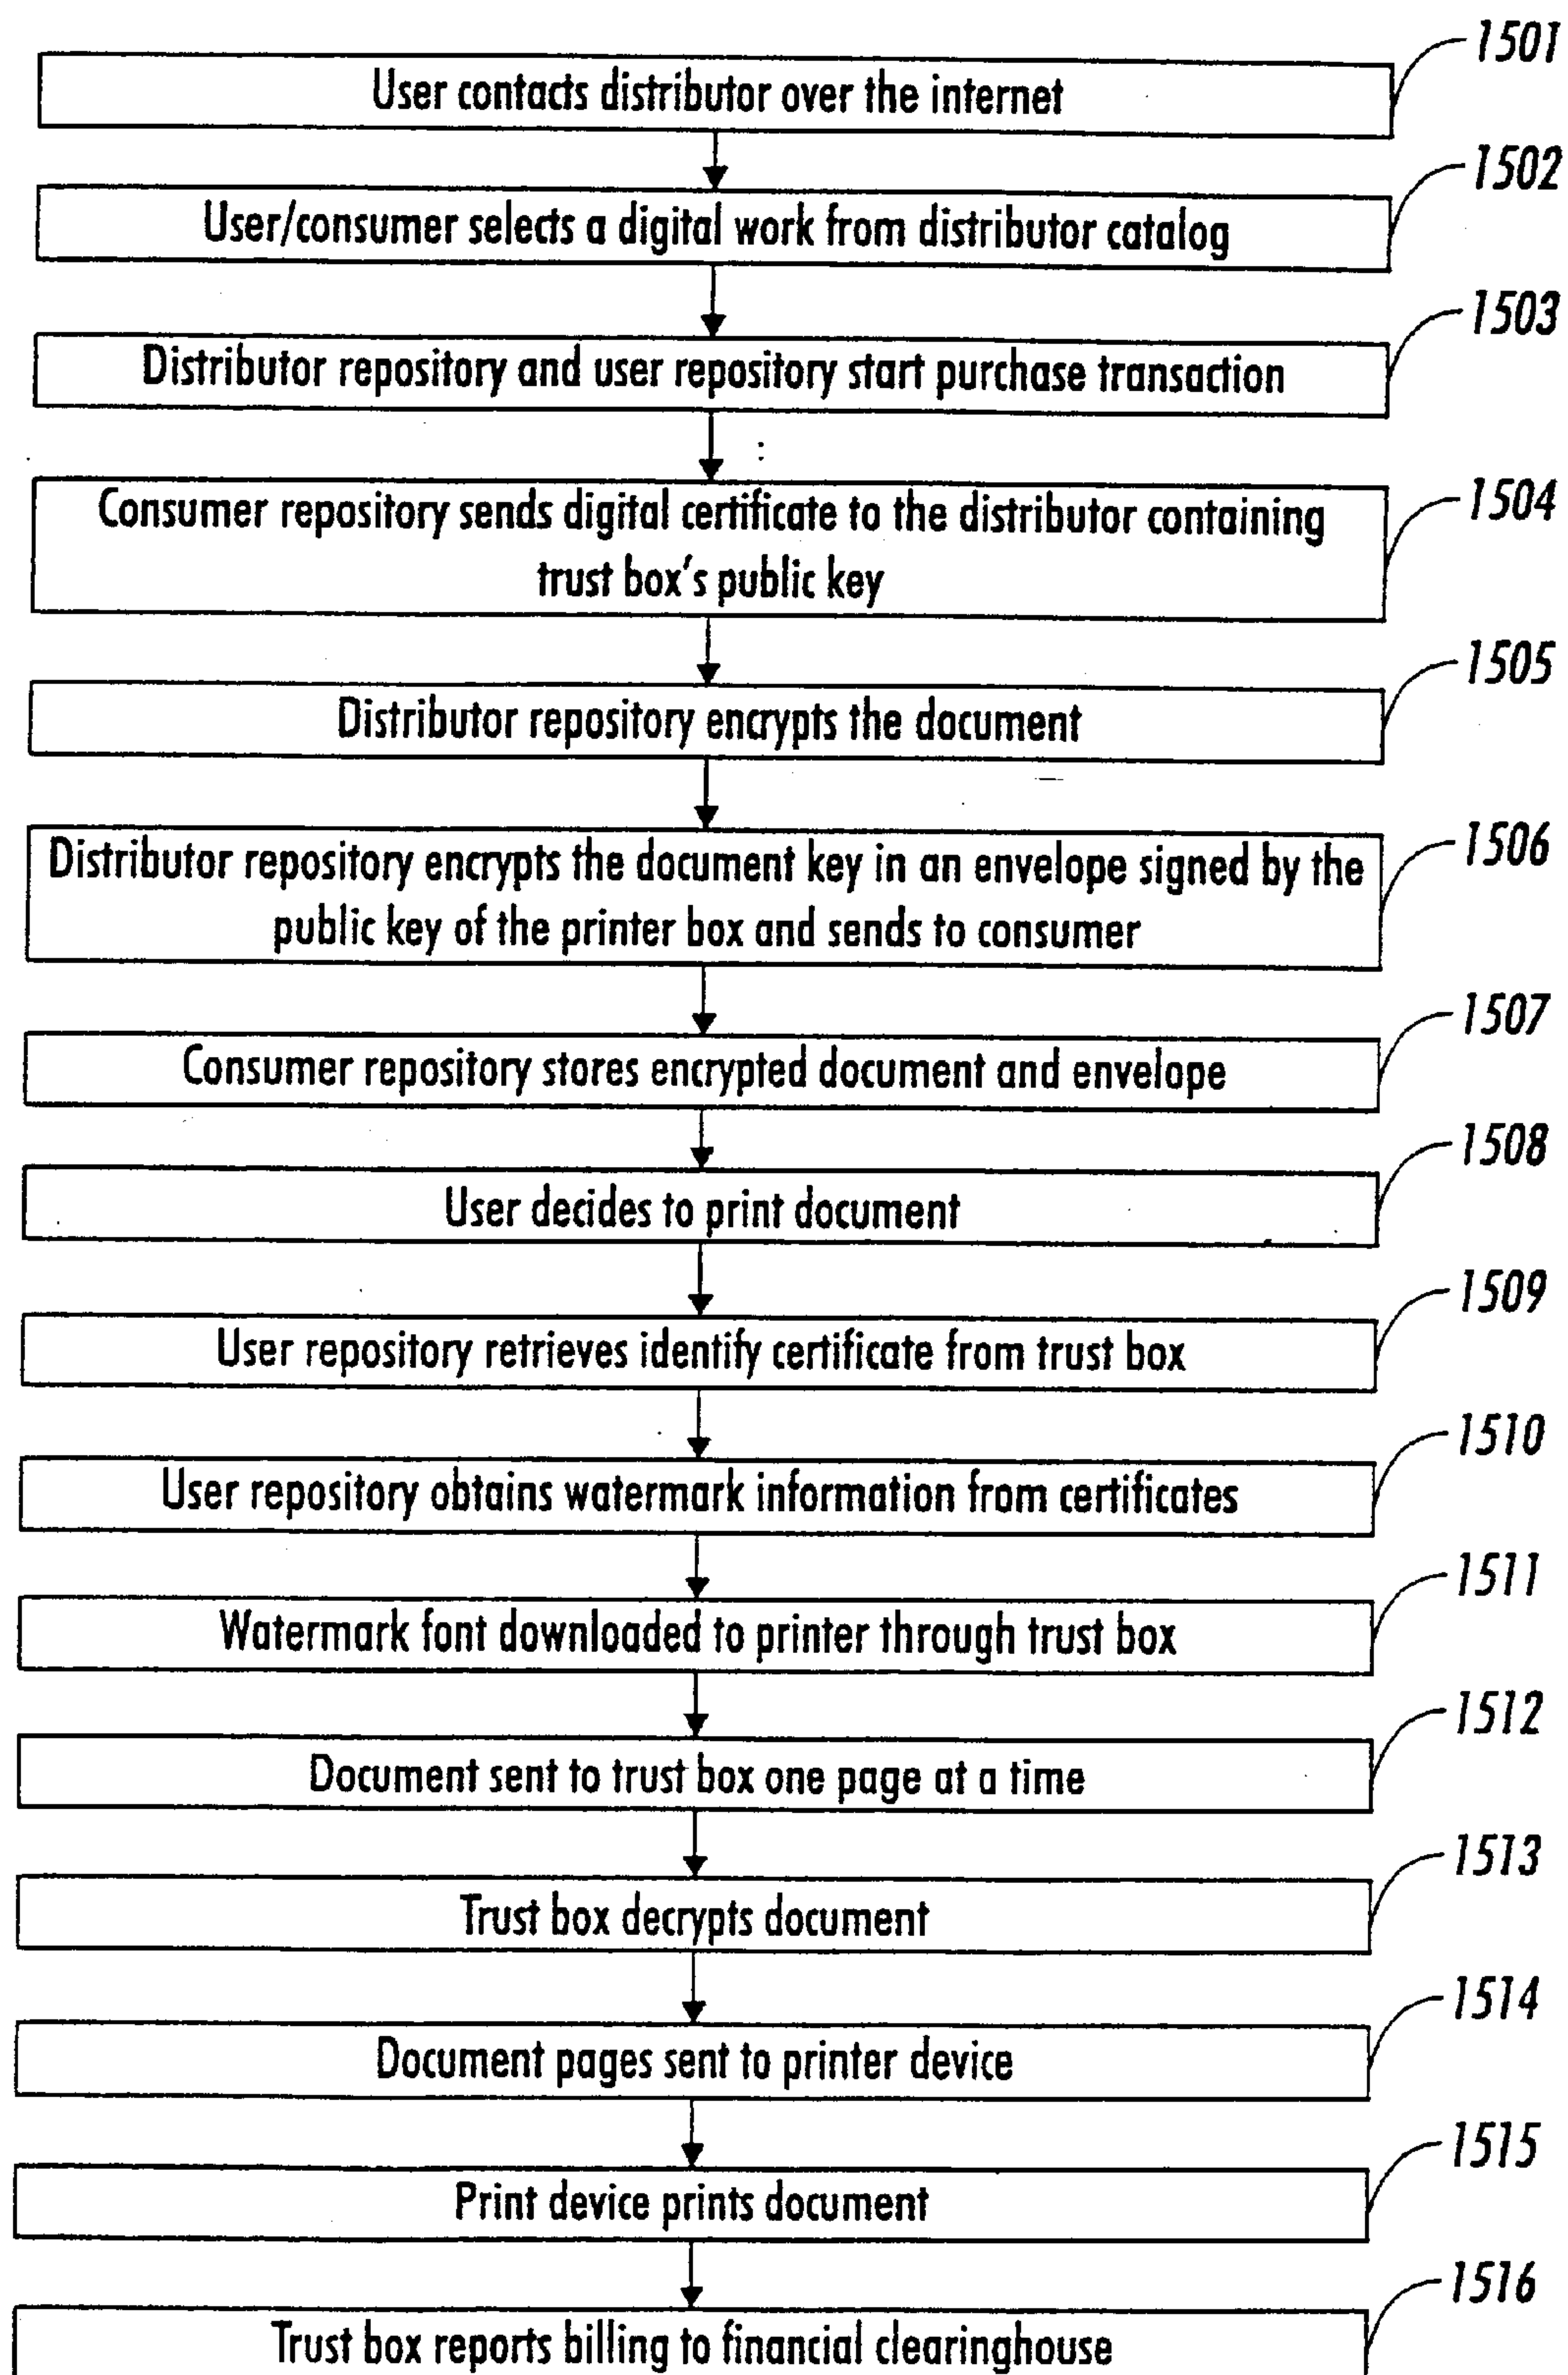 1501
User contacts distributor over the internet
1502
User/consumer selects a digital work from distributor catalog
1503
Distributor repository and user repository start purchase transaction
1504
Consumer repository sends digital certificate to the distributor containing
trust box's public key
1505
Distributor repository encrypts the document
1506
Distributor repository encrypts the document key in an envelope signed by the
public key of the printer box and sends to consumer
1507
Consumer repository stores encrypted document and envelope
1508
User decides to print document
1509
User repository retrieves identify certificate from trust box
1510
User repository obtains watermark information from certificates
1511
Watermark font downloaded to printer through trust box
1512
Document sent to trust box one page at a time
1513
Trust box decrypts document
1514
Document pages sent to printer device
1515
Print device prints document
1516
Trust box reports billing to financial clearinghouse